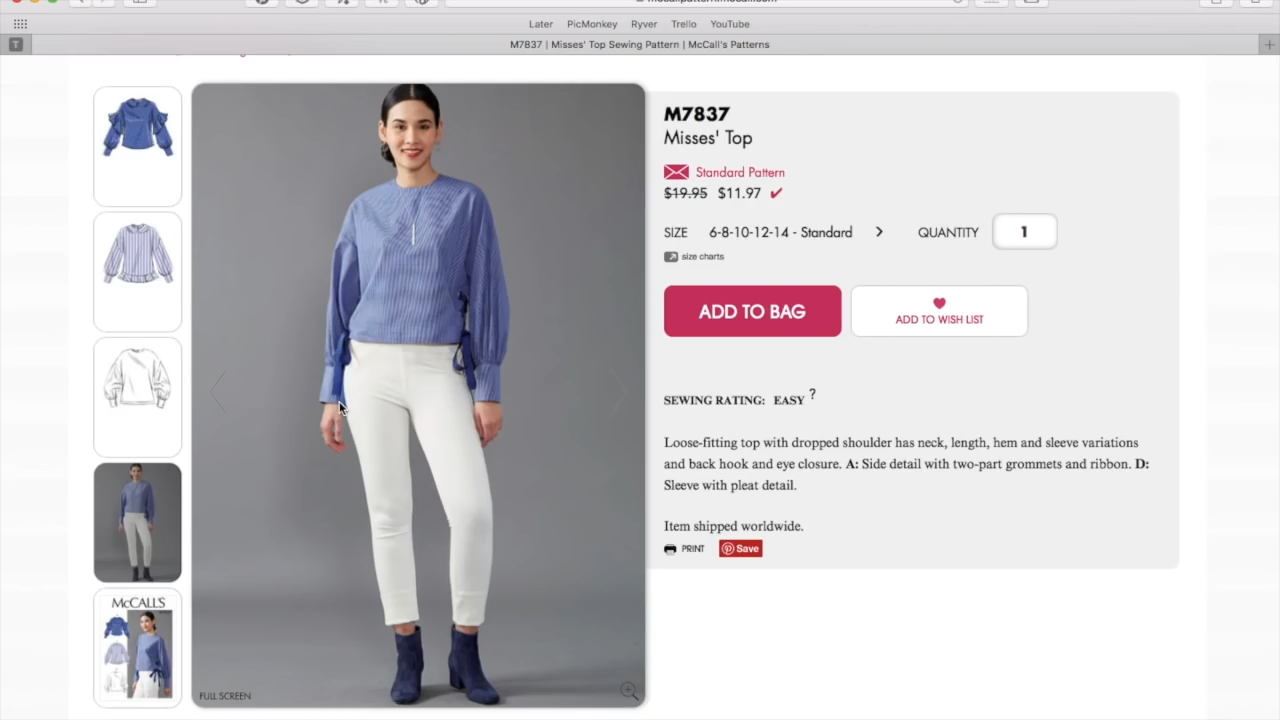 Later PicMonkey Ryver Trello YouTube
T M7837 | Misses' Top Sewing Pattern | McCall's Patterns
M7837
Misses' Top
Standard Pattern
$19.95 $11.97
SIZE 6-8-10-12-14 - Standard > QUANTITY 1
size charts
ADD TO BAG
ADD TO WISH LIST
SEWING RATING: EASY ?
Loose-fitting top with dropped shoulder has neck, length, hem and sleeve variations
and back hook and eye closure. A: Side detail with two-part grommets and ribbon. D:
Sleeve with pleat detail.
Item shipped worldwide.
PRINT Save
McCALL'S
FULL SCREEN